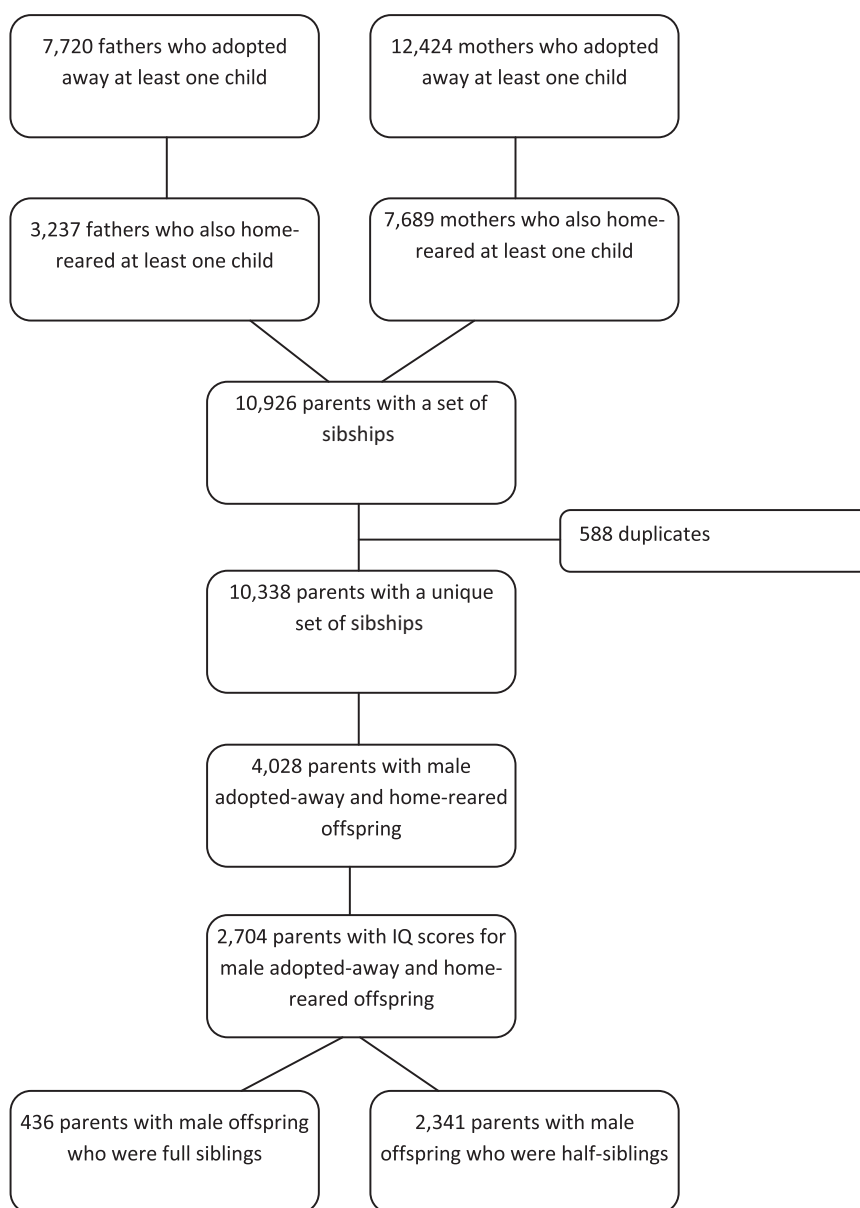 7,720 fathers who adopted
away at least one child
12,424 mothers who adopted
away at least one child
3,237 fathers who also home-
reared at least one child
7,689 mothers who also home-
reared at least one child
10,926 parents with a set of
sibships
588 duplicates
10,338 parents with a unique
set of sibships
4,028 parents with male
adopted-away and home-reared
offspring
2,704 parents with IQ scores for
male adopted-away and home-
reared offspring
436 parents with male offspring
who were full siblings
2,341 parents with male
offspring who were half-siblings